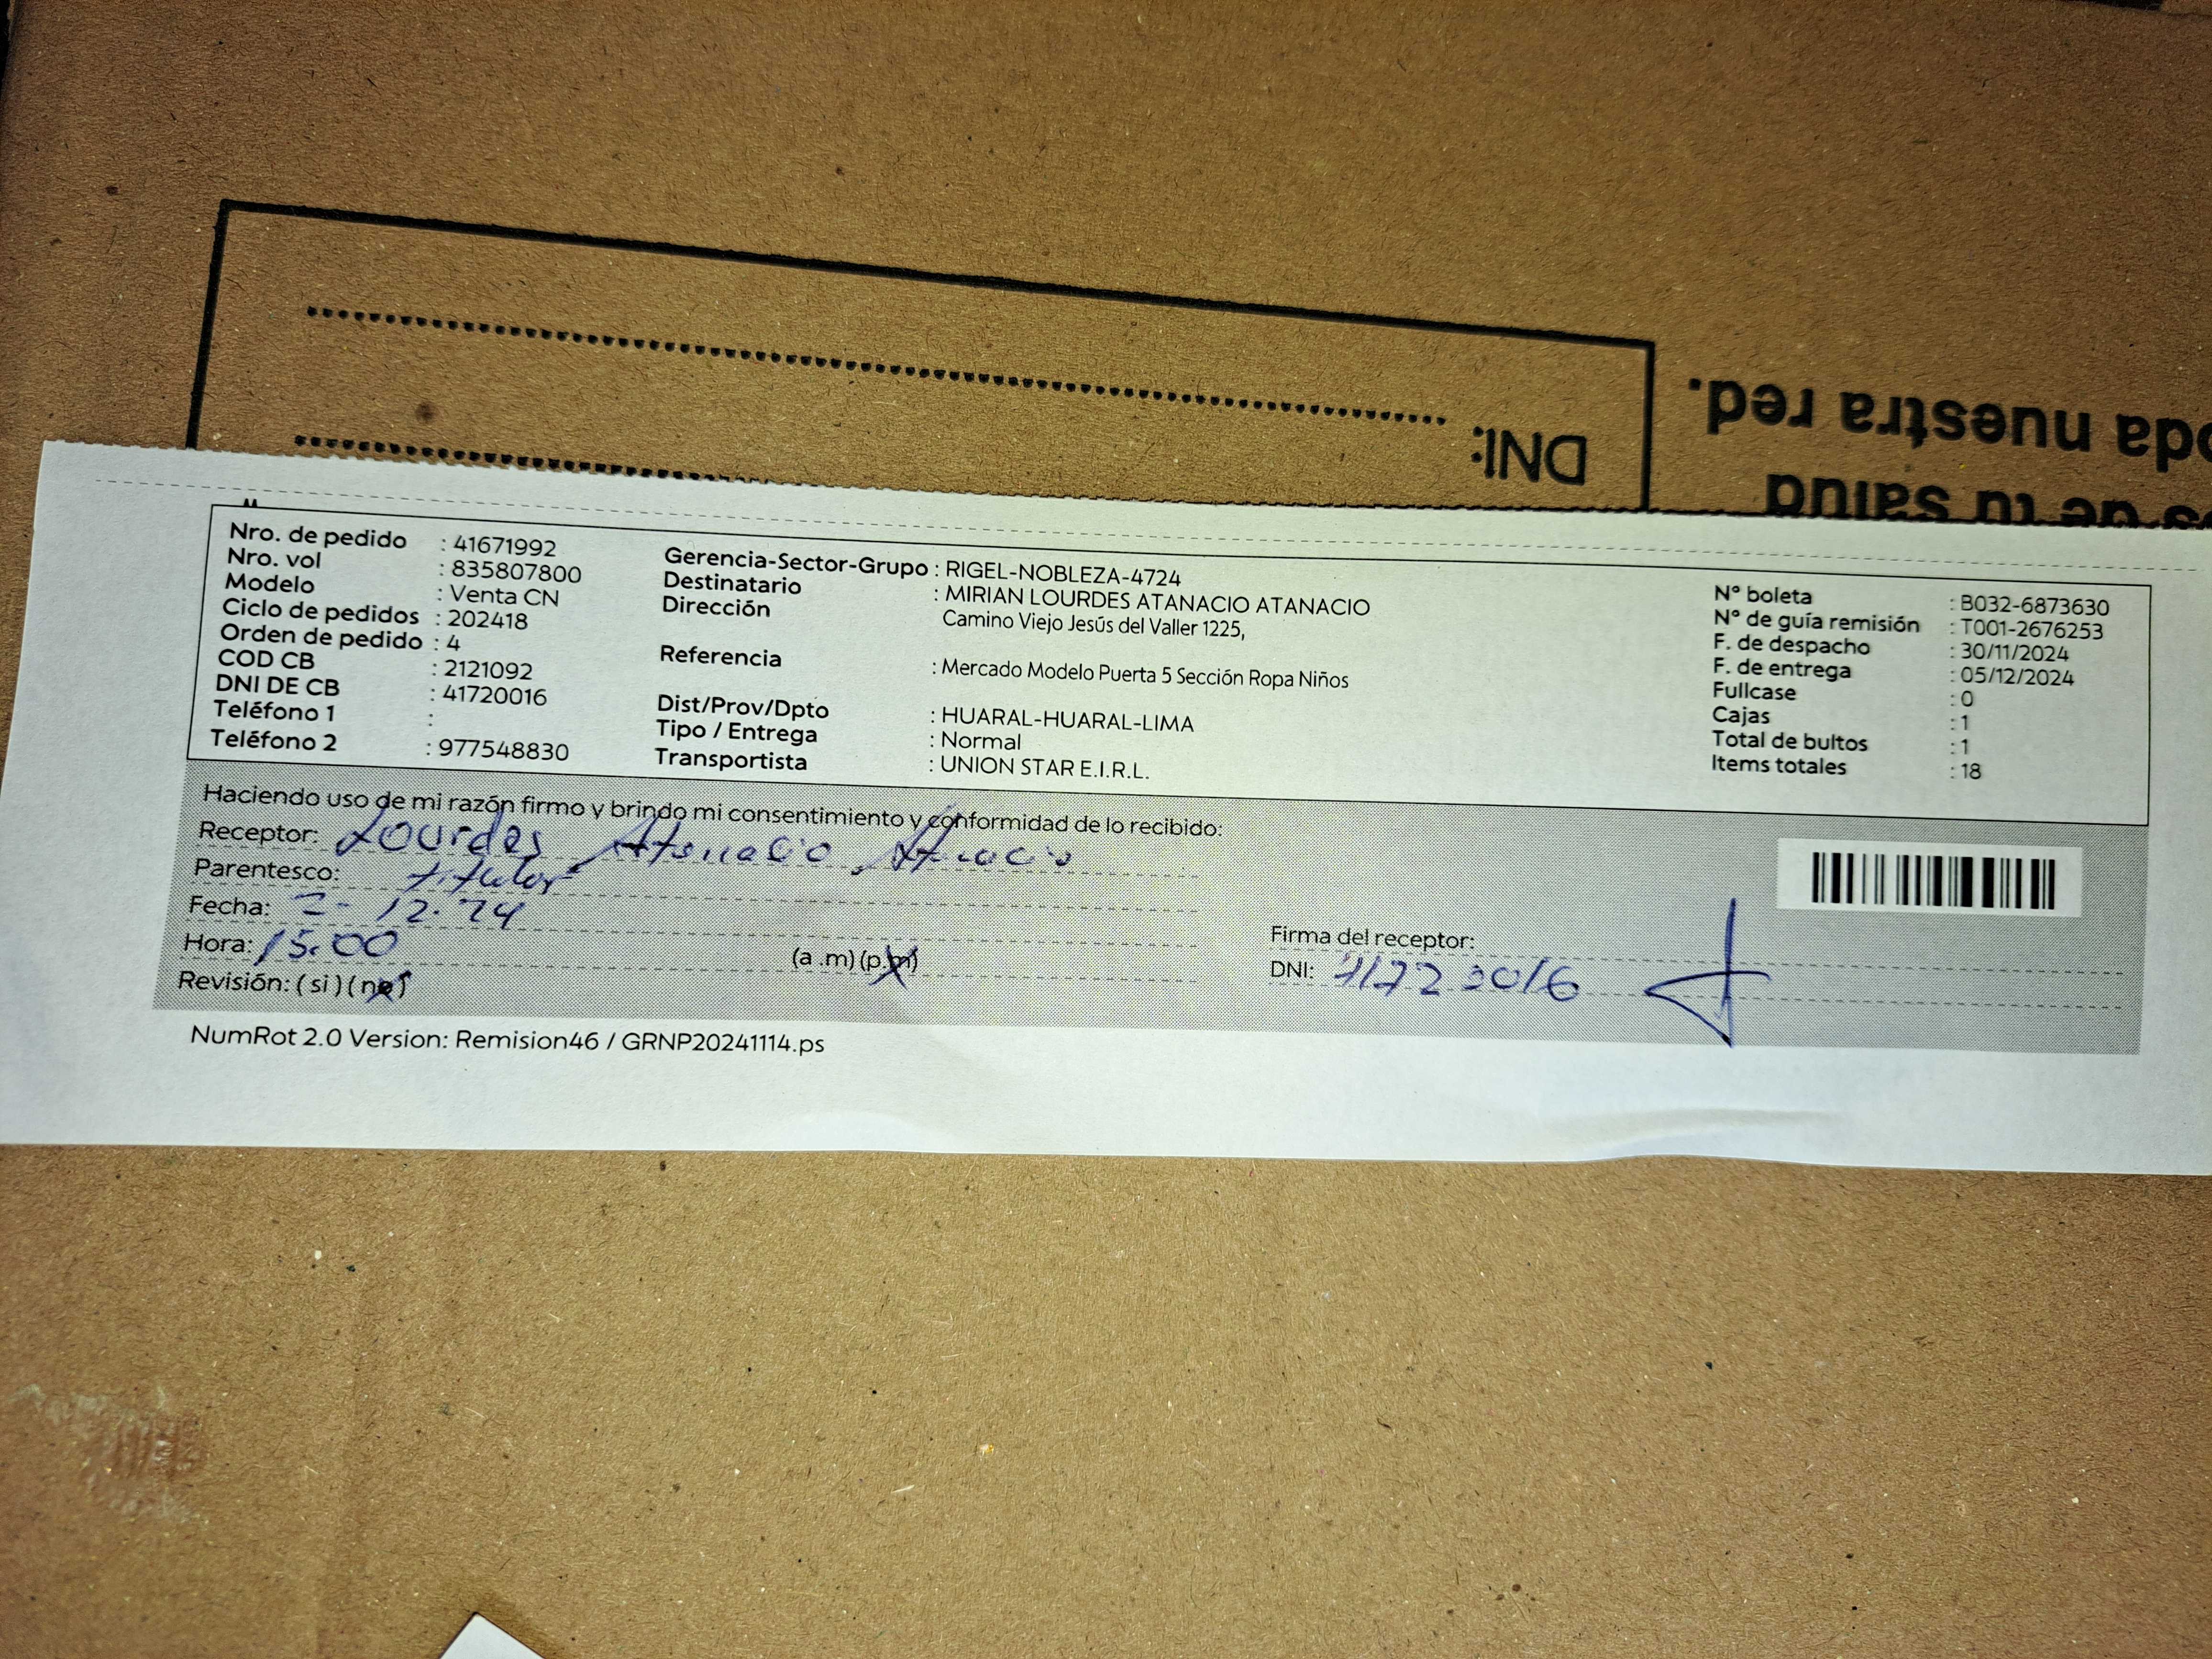 oda nuestra red.
de tu salud
DNI:
Nro. de pedido : 41671992
Nro. vol : 835807800
Modelo : Venta CN
Ciclo de pedidos : 202418
Orden de pedido : 4
COD CB : 2121092
DNI DE CB : 41720016
Teléfono 1 :
Teléfono 2 : 977548830
Gerencia-Sector-Grupo : RIGEL-NOBLEZA-4724
Destinatario : MIRIAN LOURDES ATANACIO ATANACIO
Dirección Camino Viejo Jesús del Valler 1225,
Referencia : Mercado Modelo Puerta 5 Sección Ropa Niños
Dist/Prov/Dpto : HUARAL-HUARAL-LIMA
Tipo / Entrega : Normal
Transportista : UNION STAR E.I.R.L.
N° boleta : B032-6873630
N° de guía remisión : T001-2676253
F. de despacho : 30/11/2024
F. de entrega : 05/12/2024
Fullcase : 0
Cajas : 1
Total de bultos : 1
Items totales : 18
Haciendo uso de mi razón firmo y brindo mi consentimiento y conformidad de lo recibido:
Receptor: Lourdes Atanacio Atanacio
Parentesco: titular
Fecha: 2-12.24
Hora: 15.00 (a .m) (p.m)
Revisión: ( si ) ( no )
Firma del receptor:
DNI: 41720016
NumRot 2.0 Version: Remision46 / GRNP20241114.ps